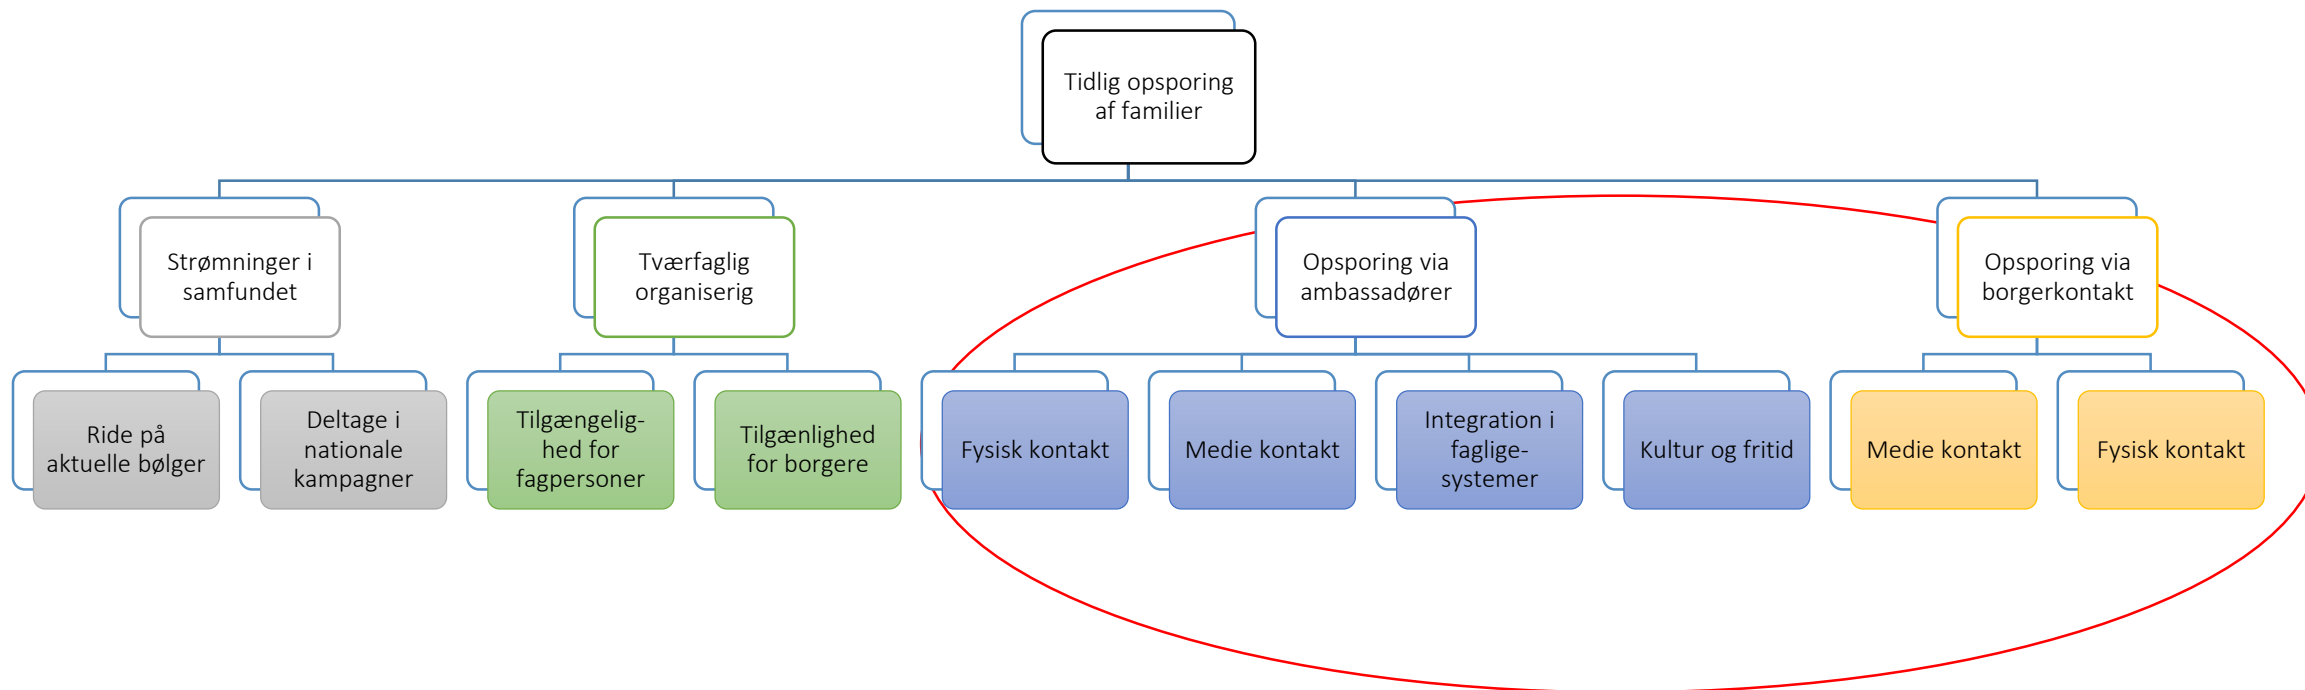 Tidlig opsporing
af familier
Strømninger i
samfundet
Tværfaglig
organiserig
Opsporing via
ambassadører
Opsporing via
borgerkontakt
Ride på
aktuelle bølger
Deltage i
nationale
kampagner
Tilgængelig-
hed for
fagpersoner
Tilgænlighed
for borgere
Fysisk kontakt
Medie kontakt
Integration i
faglige-
systemer
Kultur og fritid
Medie kontakt
Fysisk kontakt